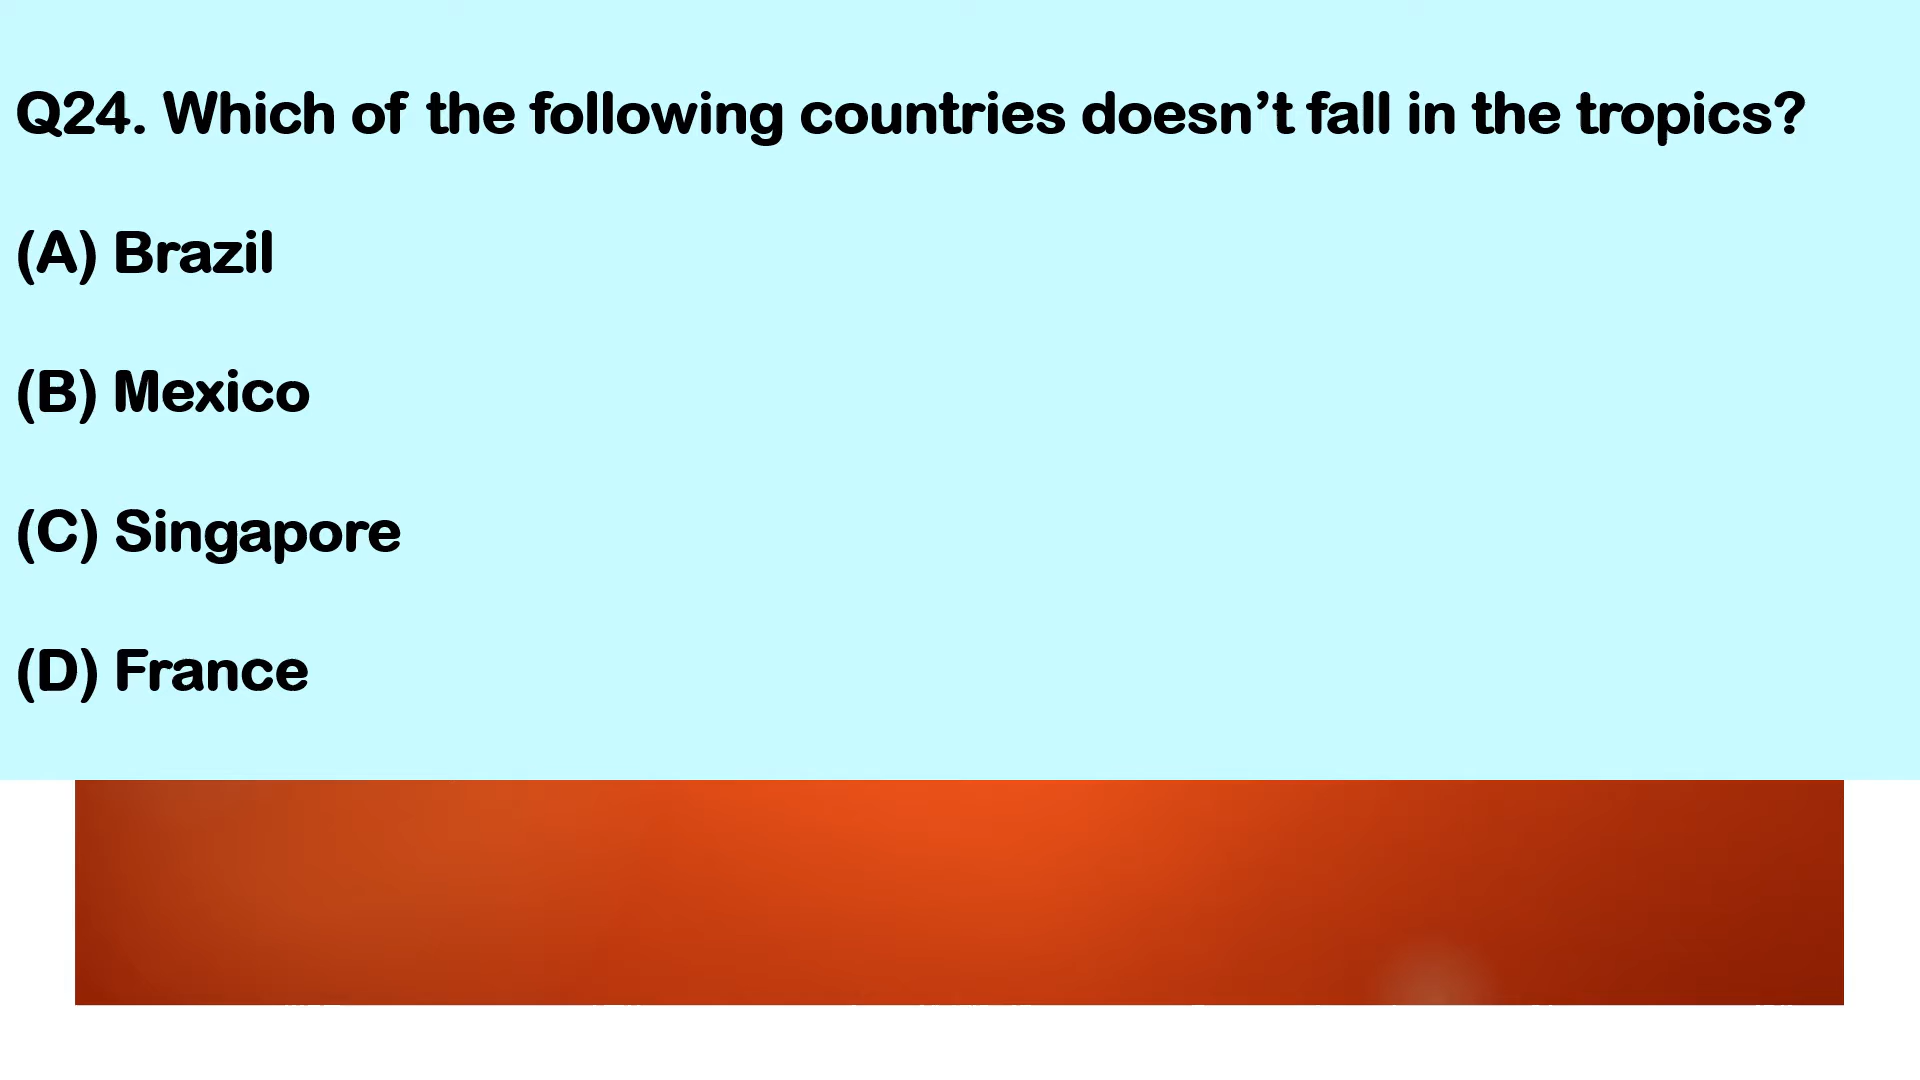 Q24. Which of the following countries doesn’t fall in the tropics?
(A) Brazil
(B) Mexico
(C) Singapore
(D) France